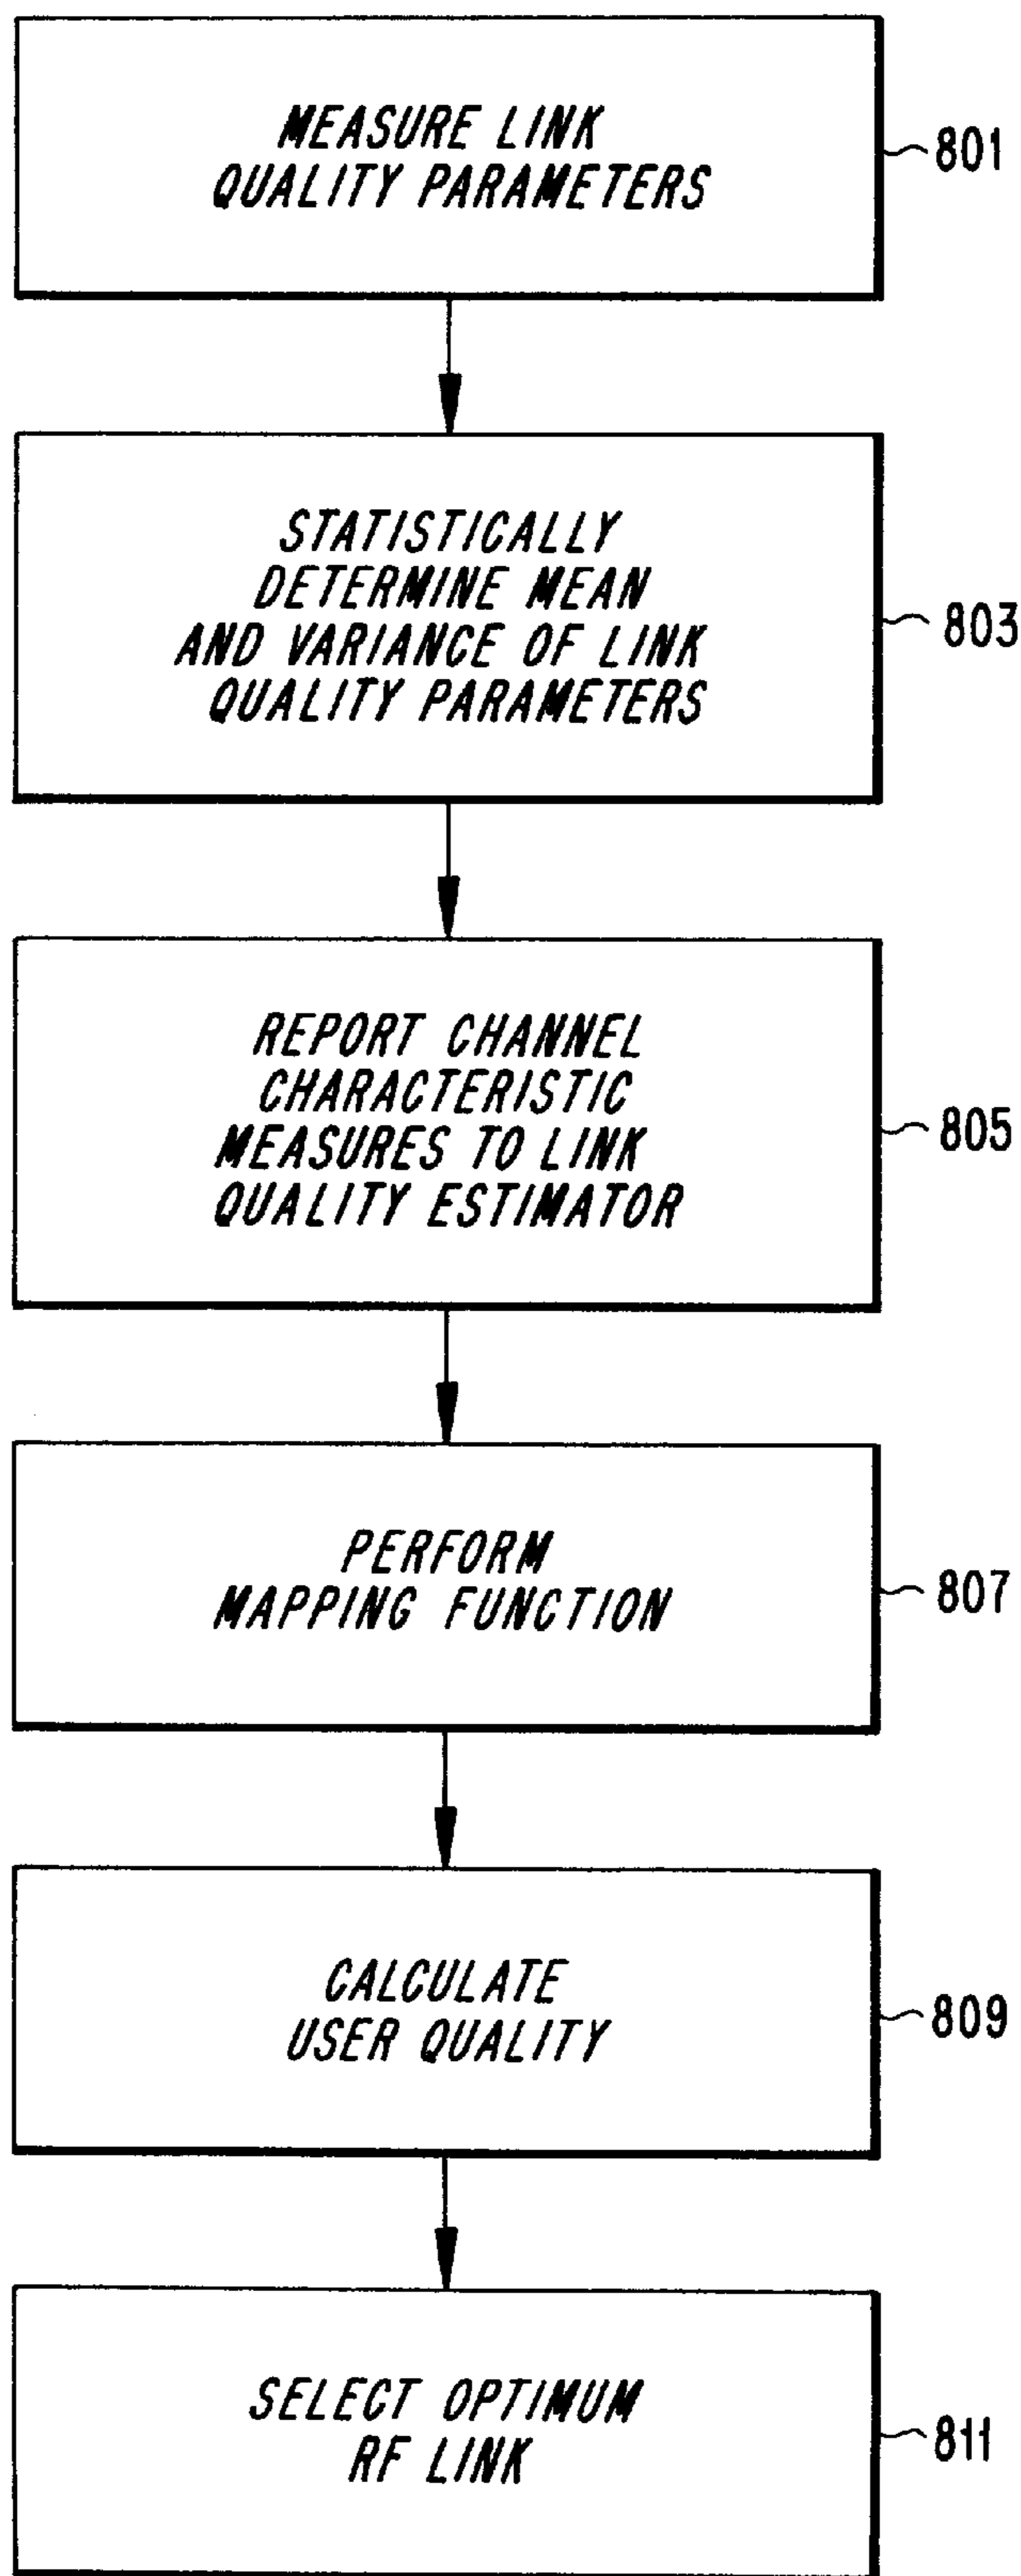 MEASURE LINK
QUALITY PARAMETERS
801
STATISTICALLY
DETERMINE MEAN
AND VARIANCE OF LINK
QUALITY PARAMETERS
803
REPORT CHANNEL
CHARACTERISTIC
MEASURES TO LINK
QUALITY ESTIMATOR
805
PERFORM
MAPPING FUNCTION
807
CALCULATE
USER QUALITY
809
SELECT OPTIMUM
RF LINK
811